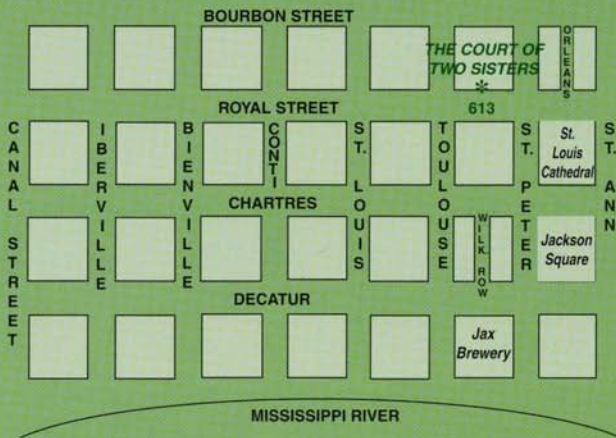 BOURBON STREET
ORLEANS
THE COURT OF
TWO SISTERS
*
613
ROYAL STREET
CANAL STREET
IBERVILLE
BIENVILLE
CONTI
ST. LOUIS
TOULOUSE
ST. PETER
ST. ANN
St.
Louis
Cathedral
CHARTRES
WILK ROW
Jackson
Square
DECATUR
Jax
Brewery
MISSISSIPPI RIVER